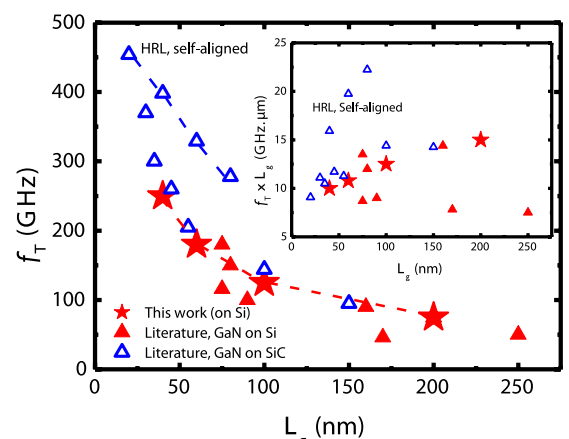 500
400
300
200
100
0
f_T (GHz)
HRL, self-aligned
25
20
15
10
5
f_T x L_g (GHz.µm)
HRL, Self-aligned
0 50 100 150 200 250
L_g (nm)
This work (on Si)
Literature, GaN on Si
Literature, GaN on SiC
0 50 100 150 200 250
L_g (nm)